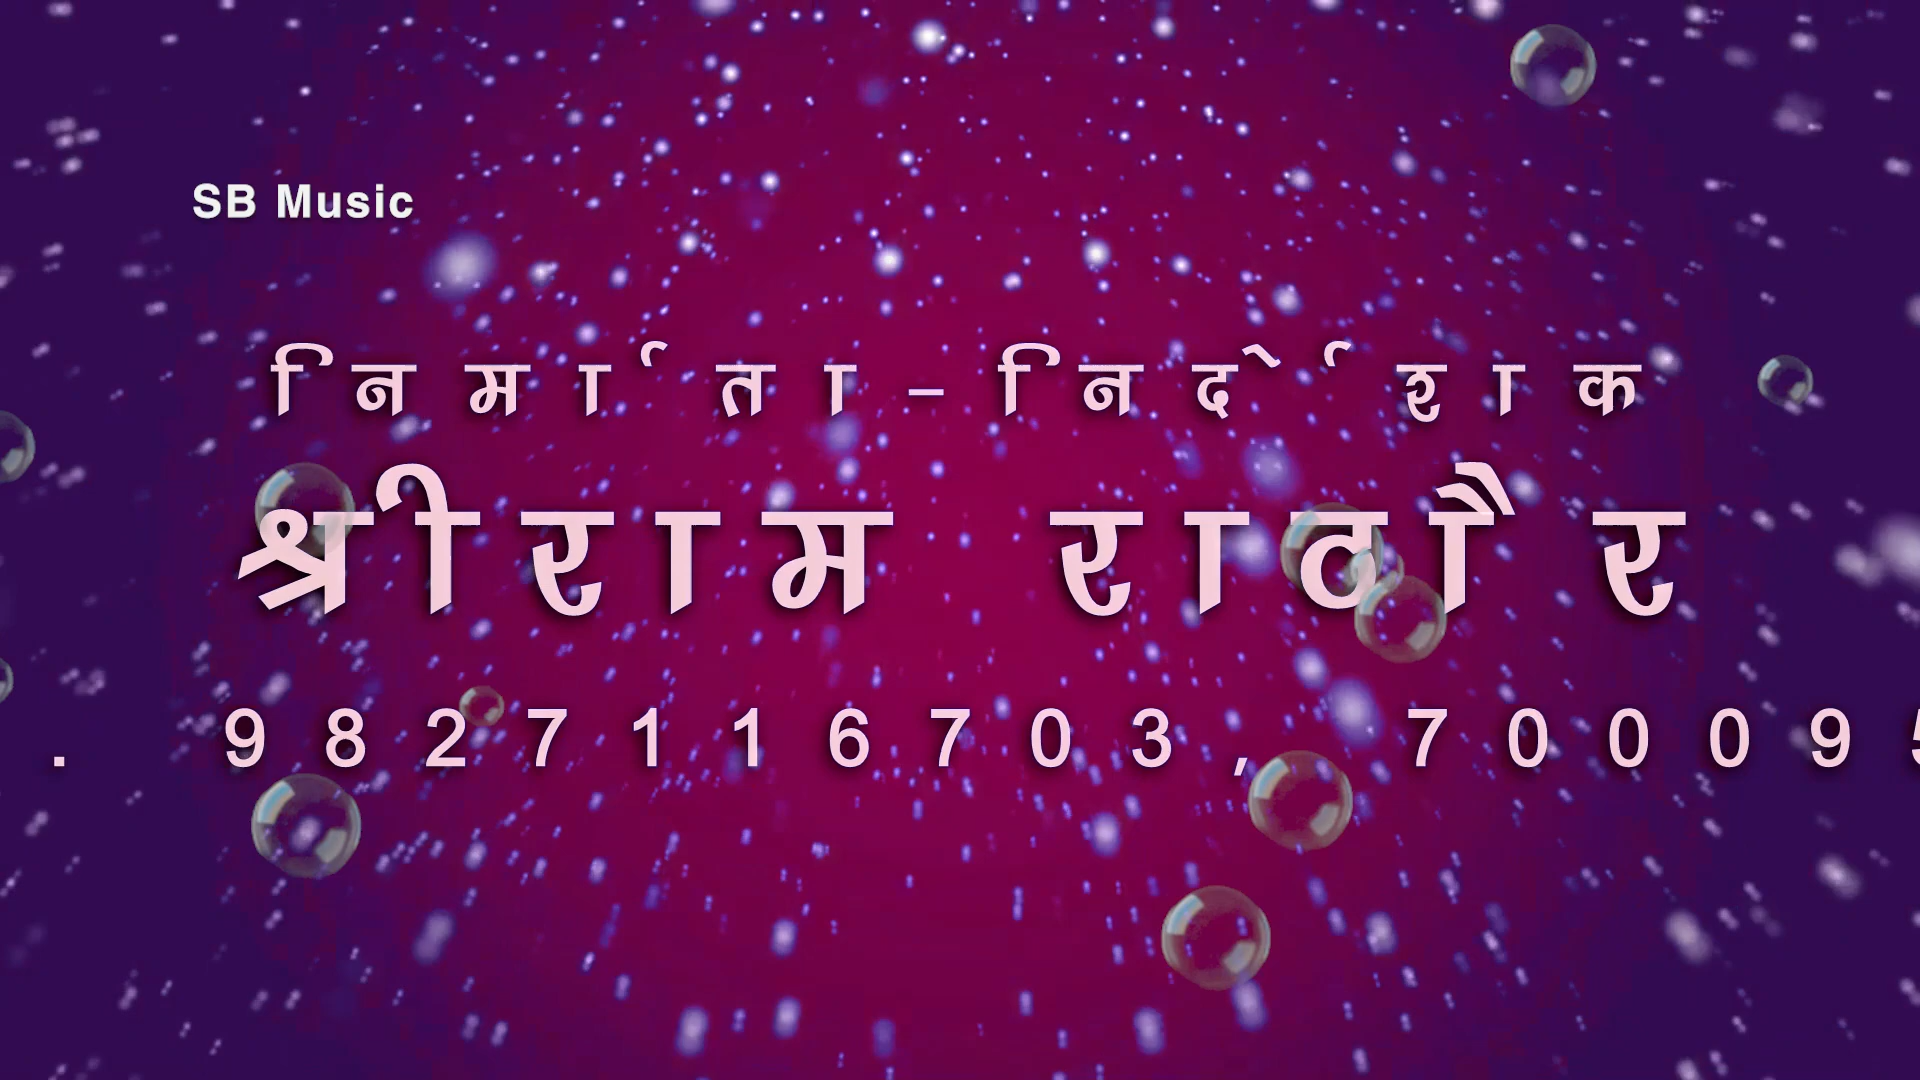 SB Music
निर्माता-निर्देशक
श्रीराम राठौर
. 9827116703, 70009